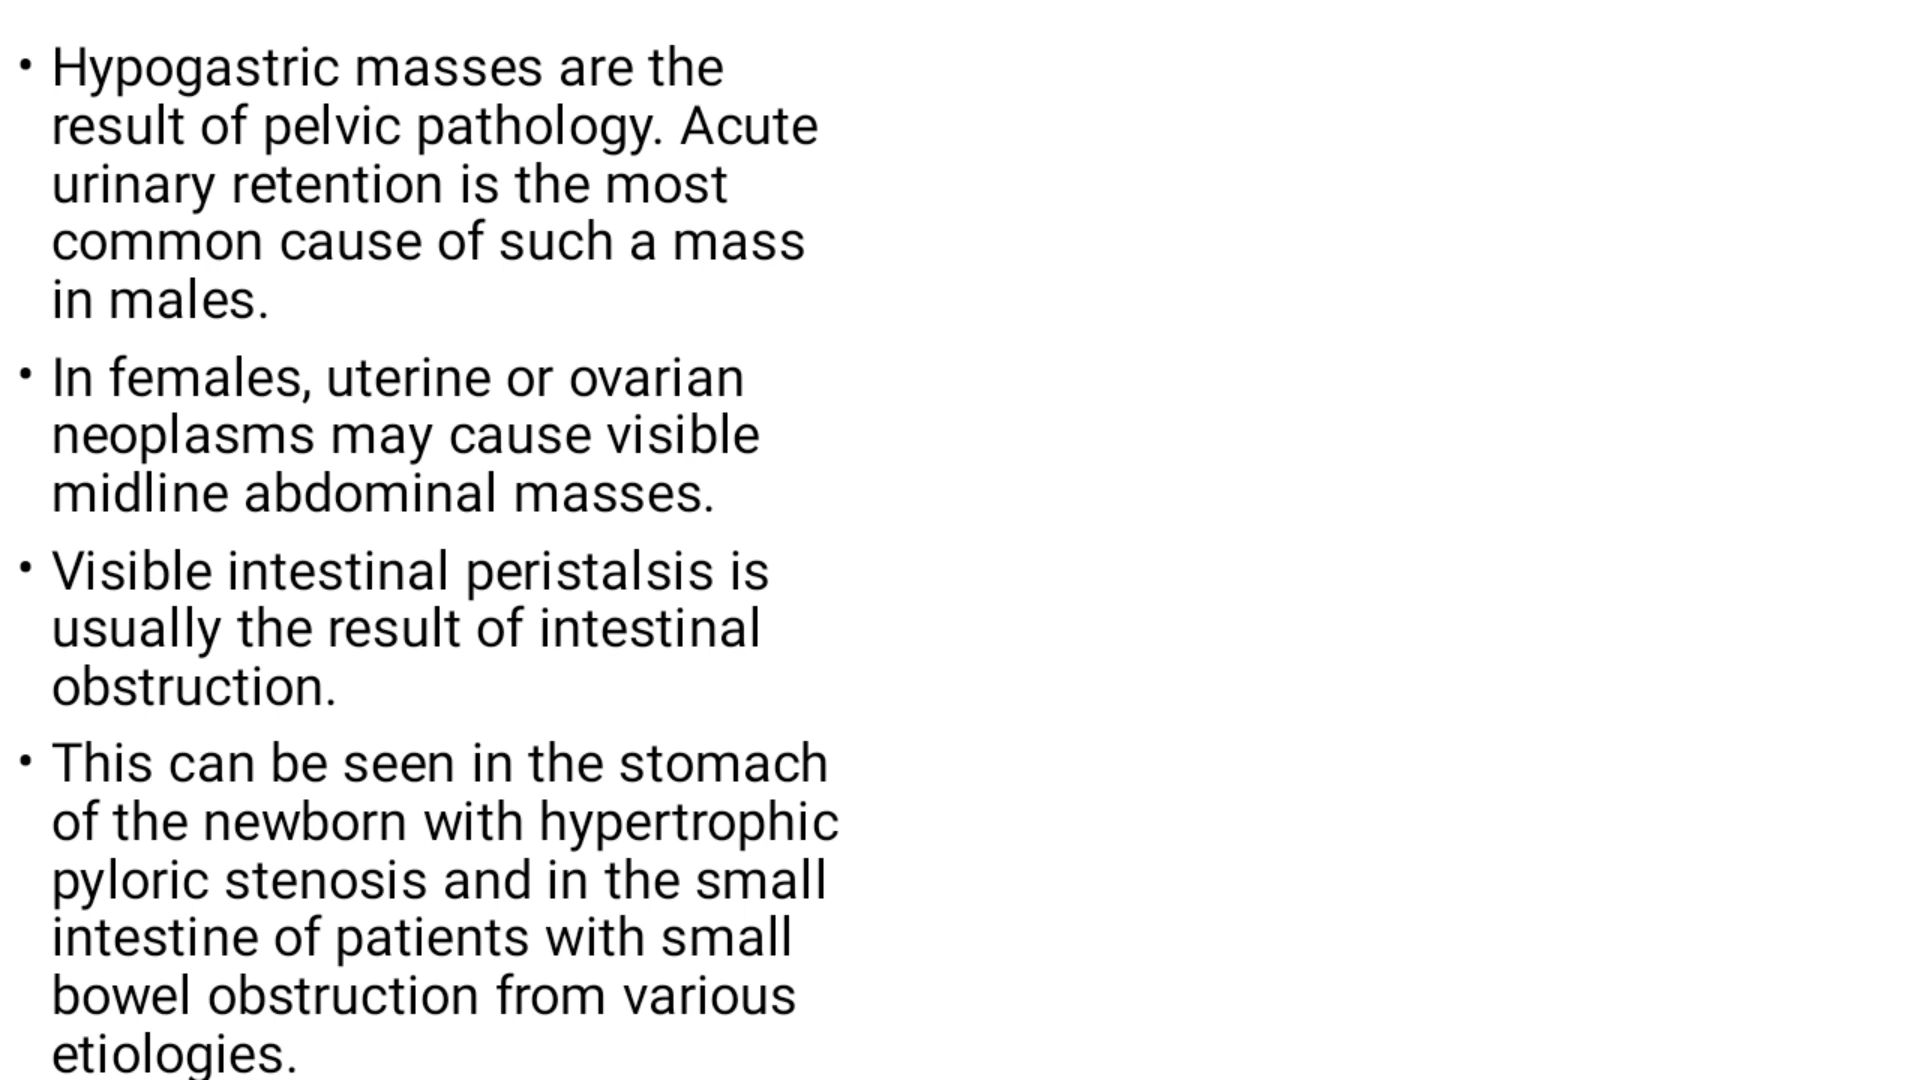 • Hypogastric masses are the
result of pelvic pathology. Acute
urinary retention is the most
common cause of such a mass
in males.
• In females, uterine or ovarian
neoplasms may cause visible
midline abdominal masses.
• Visible intestinal peristalsis is
usually the result of intestinal
obstruction.
• This can be seen in the stomach
of the newborn with hypertrophic
pyloric stenosis and in the small
intestine of patients with small
bowel obstruction from various
etiologies.